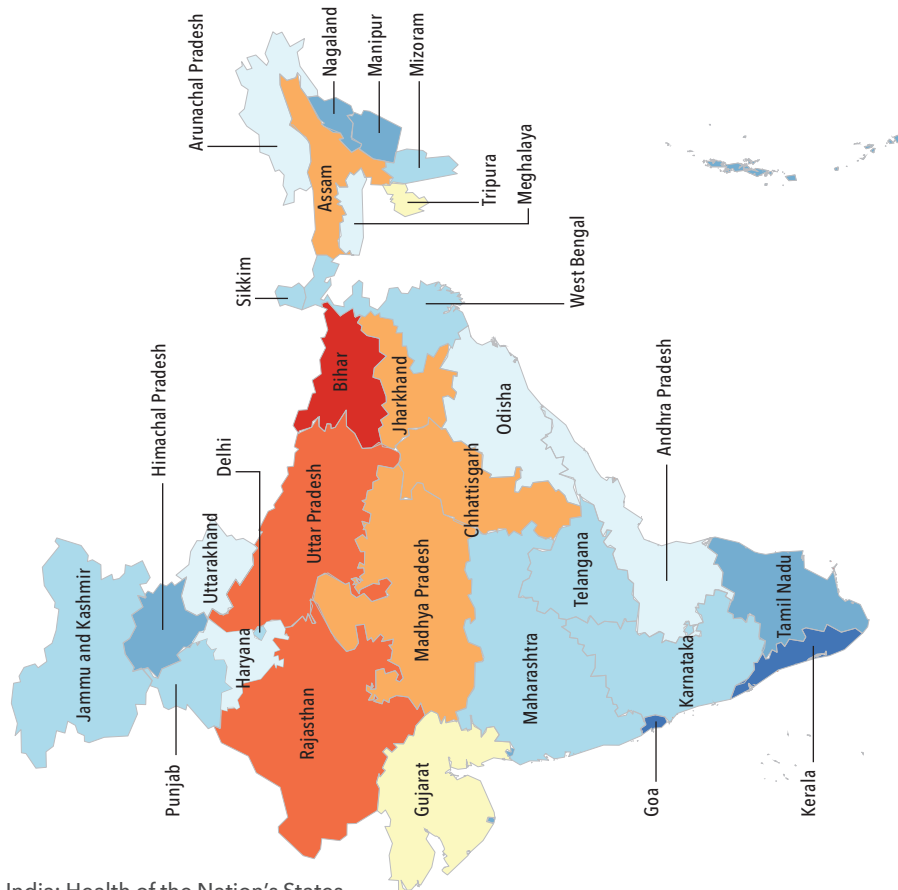 Arunachal Pradesh
Nagaland
Manipur
Mizoram
Assam
Tripura
Meghalaya
Sikkim
West Bengal
Himachal Pradesh
Bihar
Jharkhand
Odisha
Delhi
Andhra Pradesh
Uttarakhand
Uttar Pradesh
Chhattisgarh
Jammu and Kashmir
Haryana
Madhya Pradesh
Telangana
Tamil Nadu
Punjab
Rajasthan
Maharashtra
Karnataka
Gujarat
Goa
Kerala
India: Health of the Nation's States